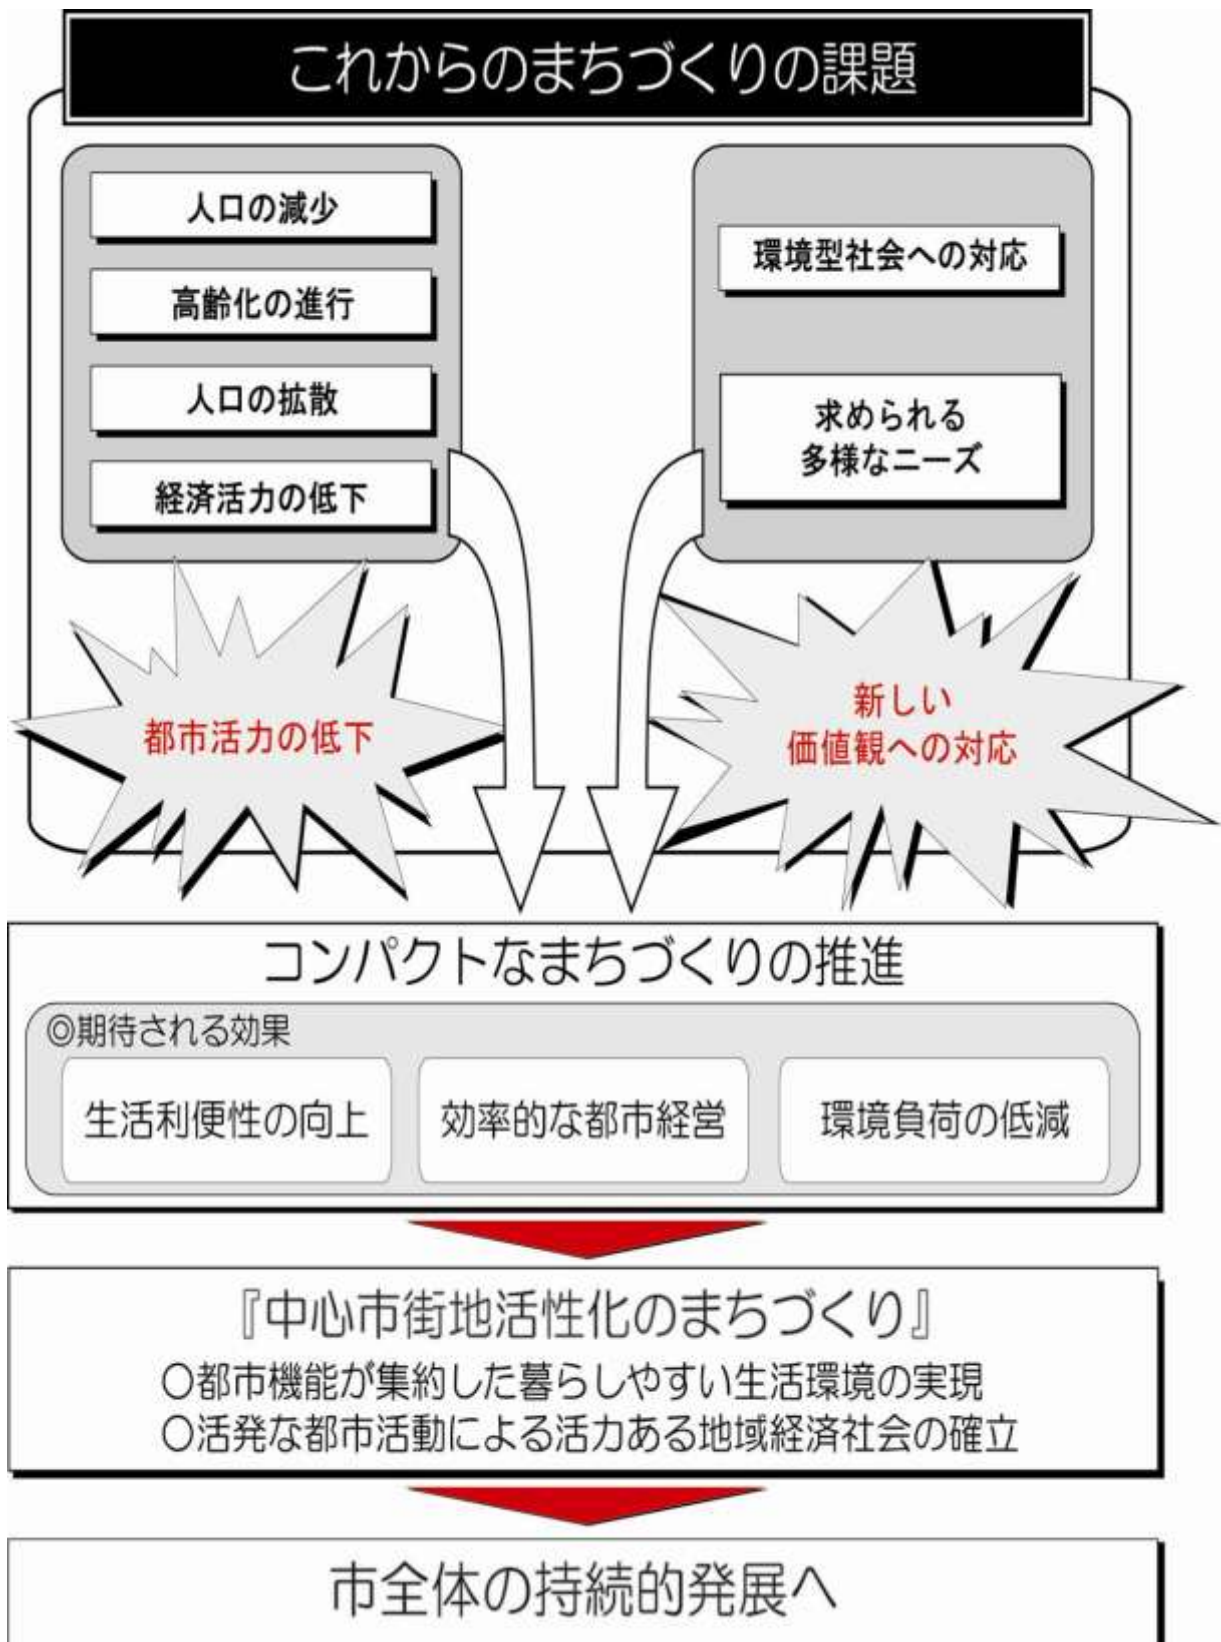 これからのまちづくりの課題
人口の減少
高齢化の進行
人口の拡散
経済活力の低下
都市活力の低下
環境型社会への対応
求められる
多様なニーズ
新しい
価値観への対応
コンパクトなまちづくりの推進
◎期待される効果
生活利便性の向上
効率的な都市経営
環境負荷の低減
『中心市街地活性化のまちづくり』
○都市機能が集約した暮らしやすい生活環境の実現
○活発な都市活動による活力ある地域経済社会の確立
市全体の持続的発展へ